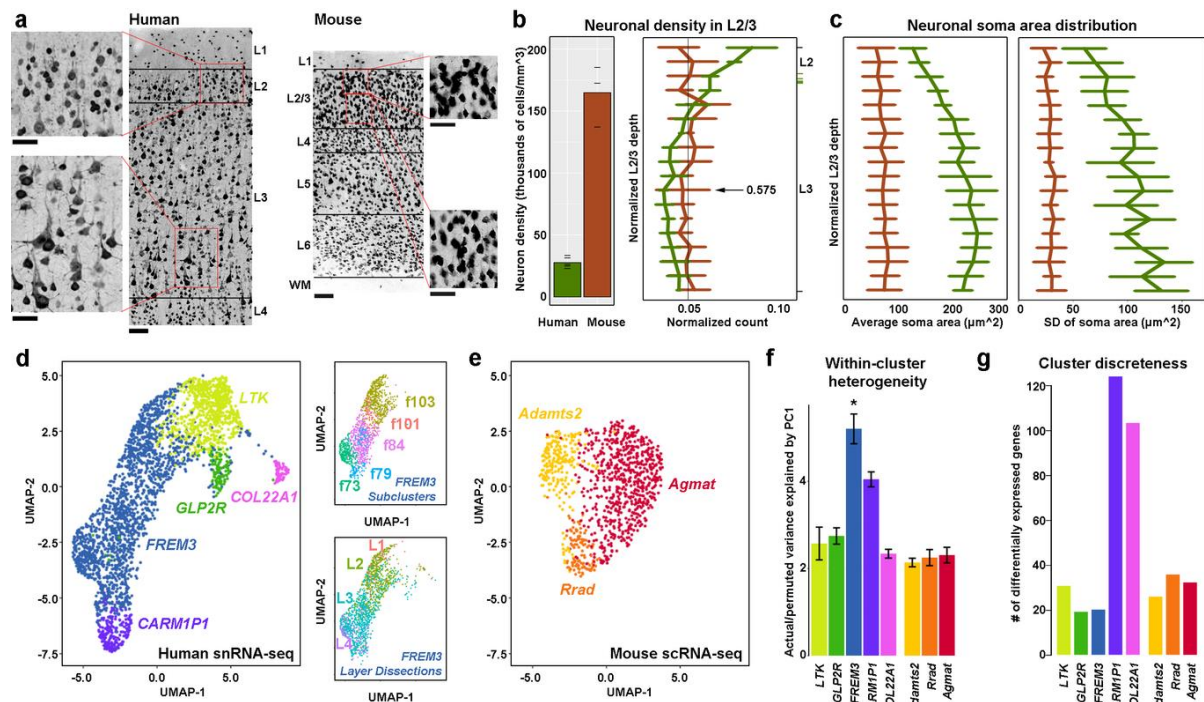 a
Human
Mouse
L1
L2
L3
L4
L1
L2/3
L4
L5
L6
WM
b
Neuronal density in L2/3
Neuron density (thousands of cells/mm^3)
200
150
100
50
0
Human Mouse
Normalized L2/3 depth
0.575
L2
L3
0.05 0.10
Normalized count
c
Neuronal soma area distribution
Normalized L2/3 depth
0 100 200 300
Average soma area (µm^2)
0 50 100 150
SD of soma area (µm^2)
d
UMAP-2
5.0
2.5
0.0
-2.5
-5.0
-7.5
LTK
GLP2R
COL22A1
FREM3
CARM1P1
Human snRNA-seq
-5.0 0.0 5.0
UMAP-1
UMAP-2
f103
f101
f84
f79
f73
FREM3
Subclusters
UMAP-1
UMAP-2
L1
L2
L3
L4
FREM3
Layer Dissections
UMAP-1
e
UMAP-2
5.0
2.5
0.0
-2.5
-5.0
-7.5
Adamts2
Agmat
Rrad
Mouse scRNA-seq
-5.0 0.0 5.0
UMAP-1
f
Within-cluster
heterogeneity
Actual/permuted variance explained by PC1
4
2
0
*
LTK
GLP2R
FREM3
RM1P1
OL22A1
damts2
Rrad
Agmat
g
Cluster discreteness
# of differentially expressed genes
120
100
80
60
40
20
0
LTK
GLP2R
FREM3
RM1P1
OL22A1
damts2
Rrad
Agmat